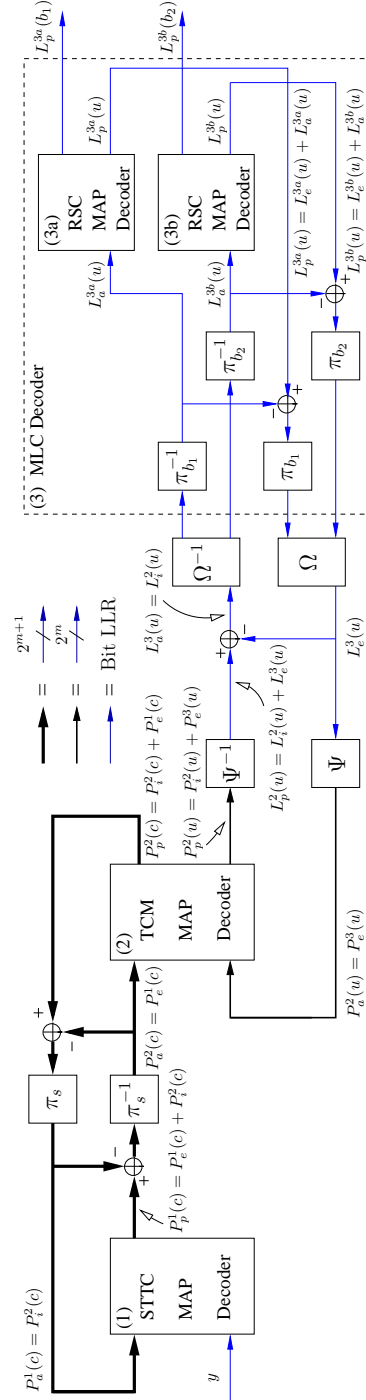 y
(1)
STTC
MAP
Decoder
P_a^1(c) = P_i^2(c)
P_p^1(c) = P_e^1(c) + P_i^2(c)
+
−
π_s
π_s^{-1}
+
−
P_a^2(c) = P_e^1(c)
(2)
TCM
MAP
Decoder
P_p^2(c) = P_i^2(c) + P_e^1(c)
P_p^2(u) = P_i^2(u) + P_e^3(u)
P_a^2(u) = P_e^3(u)
= 2^{m+1}
= 2^m
= Bit LLR
Ψ^{-1}
Ψ
L_p^2(u) = L_i^2(u) + L_e^3(u)
+
−
L_a^3(u) = L_i^2(u)
L_e^3(u)
Ω^{-1}
Ω
(3) MLC Decoder
π_{b_1}^{-1}
π_{b_1}
−
+
π_{b_2}^{-1}
π_{b_2}
−
+
L_a^{3a}(u)
L_a^{3b}(u)
(3a)
RSC
MAP
Decoder
(3b)
RSC
MAP
Decoder
L_p^{3a}(u)
L_p^{3b}(u)
L_p^{3a}(u) = L_e^{3a}(u) + L_a^{3a}(u)
L_p^{3b}(u) = L_e^{3b}(u) + L_a^{3b}(u)
L_p^{3a}(b_1)
L_p^{3b}(b_2)